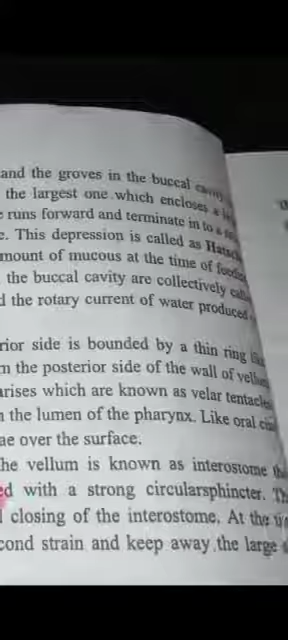 and the groves in the buccal cavity
the largest one which encloses a
runs forward and terminate in to a
This depression is called as
mount of mucous at the time of
the buccal cavity are collectively
the rotary current of water produced
rior side is bounded by a thin ring
the posterior side of the wall of
arises which are known as velar tentacles
the lumen of the pharynx. Like oral
ae over the surface.
he vellum is known as interostome
ed with a strong circularsphincter.
closing of the interostome. At the
cond strain and keep away the large